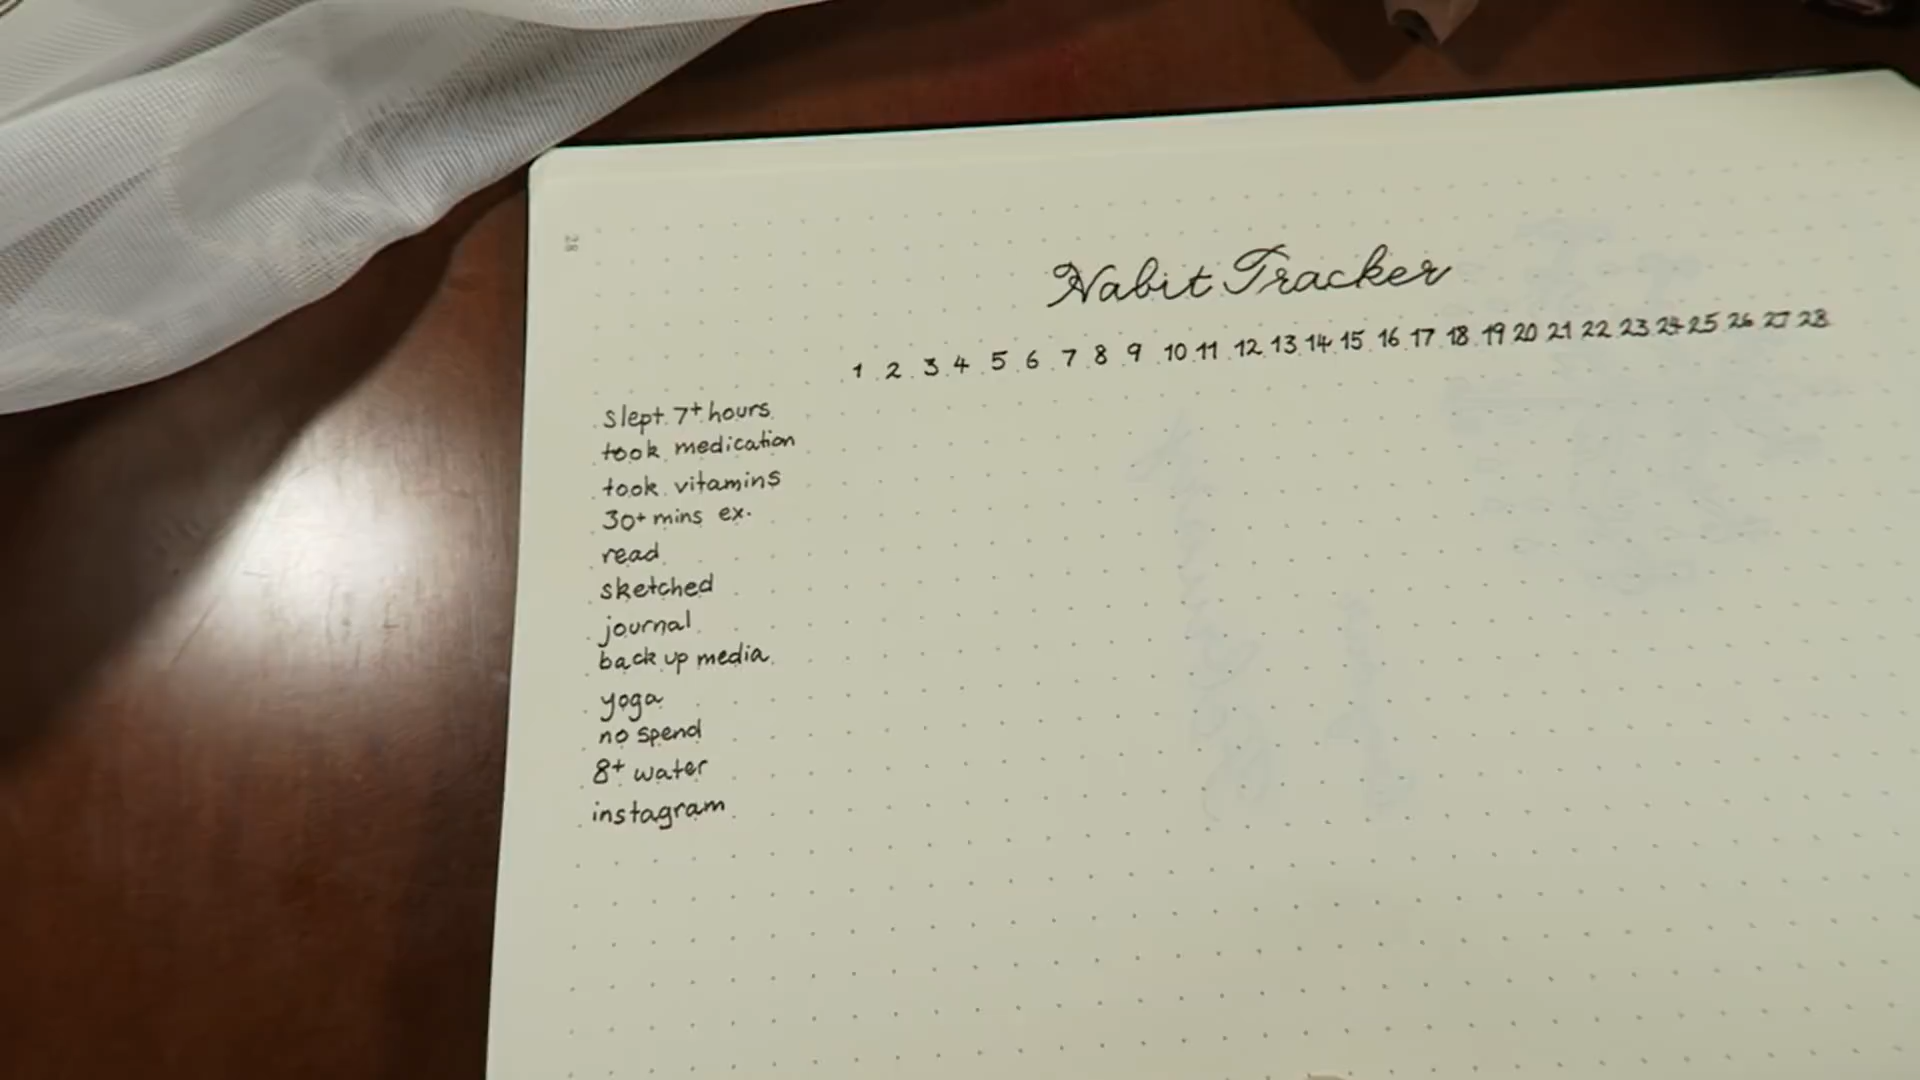 28
Habit Tracker
1 2 3 4 5 6 7 8 9 10 11 12 13 14 15 16 17 18 19 20 21 22 23 24 25 26 27 28
slept 7+ hours
took medication
took vitamins
30+ mins ex.
read
sketched
journal
back up media
yoga
no spend
8+ water
instagram